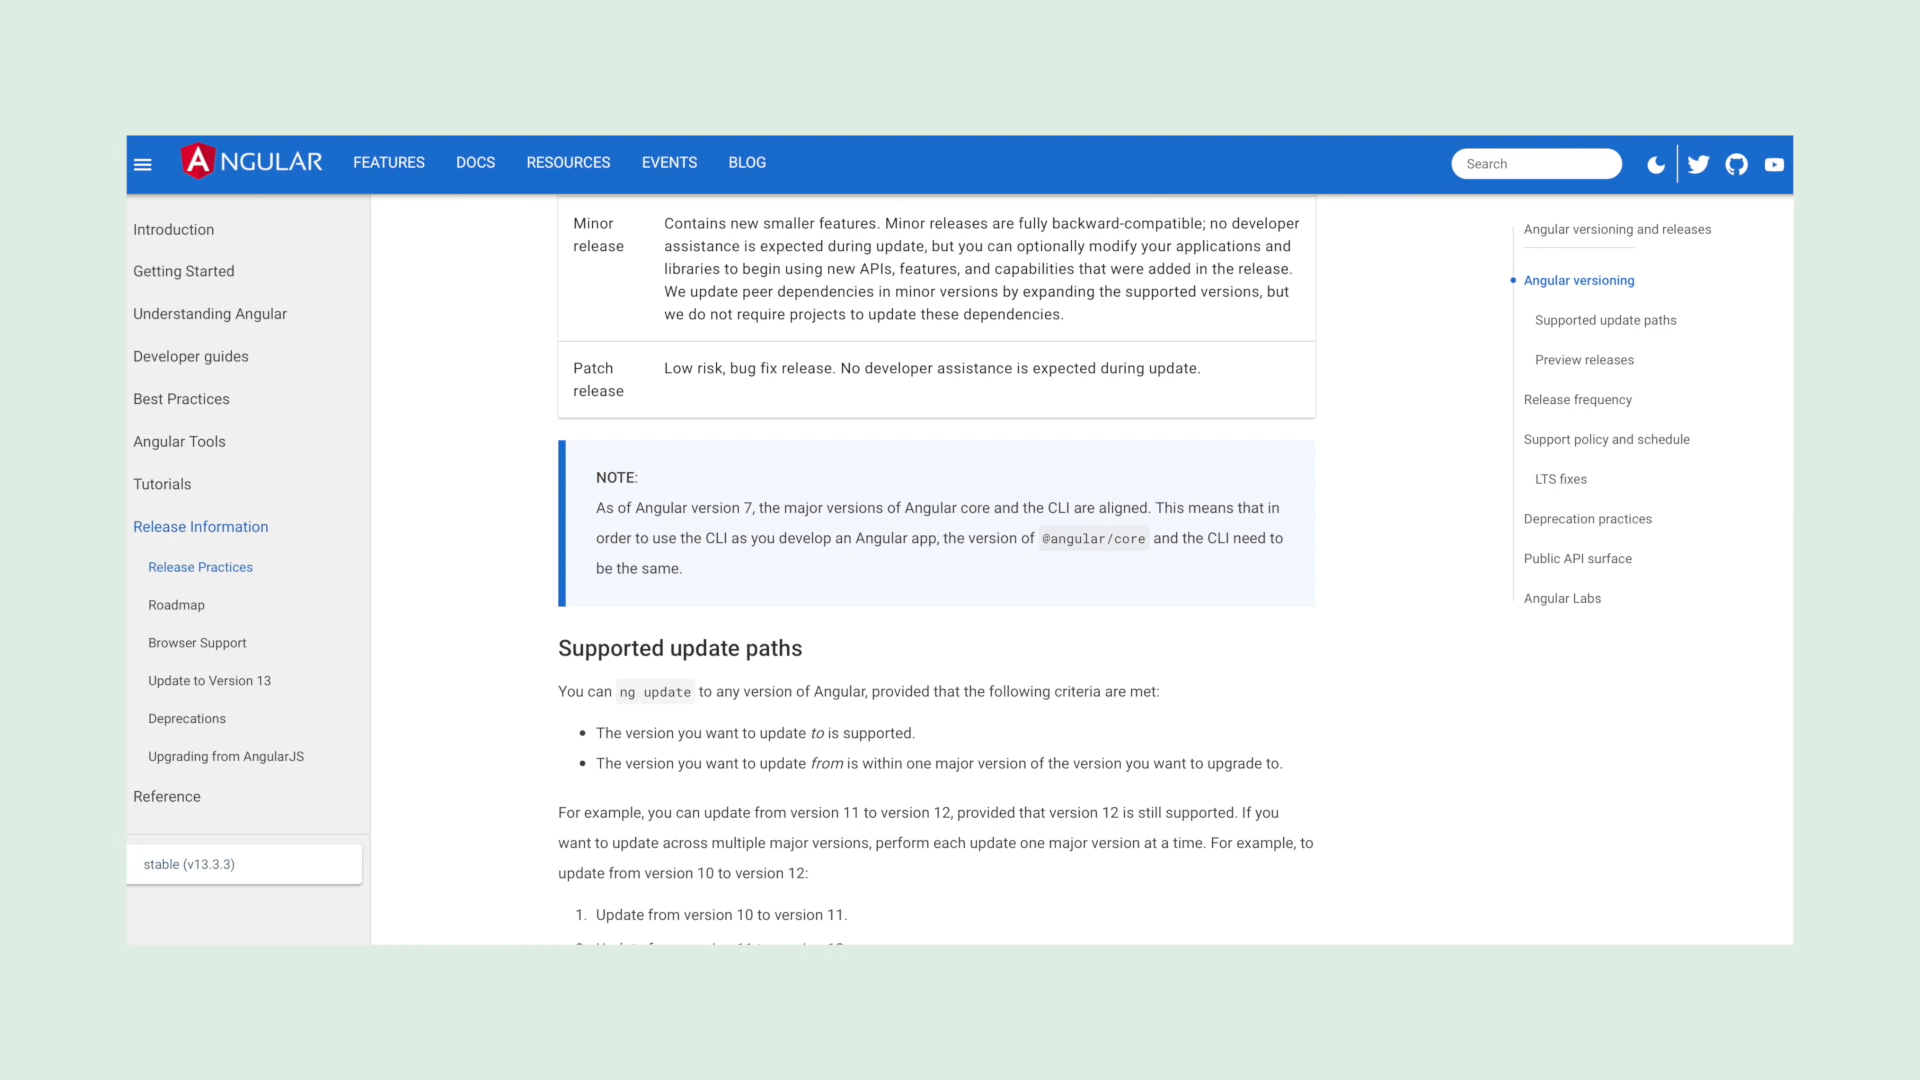 ANGULAR FEATURES DOCS RESOURCES EVENTS BLOG Search
Introduction
Getting Started
Understanding Angular
Developer guides
Best Practices
Angular Tools
Tutorials
Release Information
Release Practices
Roadmap
Browser Support
Update to Version 13
Deprecations
Upgrading from AngularJS
Reference
stable (v13.3.3)
Minor
release
Contains new smaller features. Minor releases are fully backward-compatible; no developer
assistance is expected during update, but you can optionally modify your applications and
libraries to begin using new APIs, features, and capabilities that were added in the release.
We update peer dependencies in minor versions by expanding the supported versions, but
we do not require projects to update these dependencies.
Patch
release
Low risk, bug fix release. No developer assistance is expected during update.
NOTE:
As of Angular version 7, the major versions of Angular core and the CLI are aligned. This means that in
order to use the CLI as you develop an Angular app, the version of @angular/core and the CLI need to
be the same.
Supported update paths
You can ng update to any version of Angular, provided that the following criteria are met:
• The version you want to update to is supported.
• The version you want to update from is within one major version of the version you want to upgrade to.
For example, you can update from version 11 to version 12, provided that version 12 is still supported. If you
want to update across multiple major versions, perform each update one major version at a time. For example, to
update from version 10 to version 12:
1. Update from version 10 to version 11.
Angular versioning and releases
Angular versioning
Supported update paths
Preview releases
Release frequency
Support policy and schedule
LTS fixes
Deprecation practices
Public API surface
Angular Labs